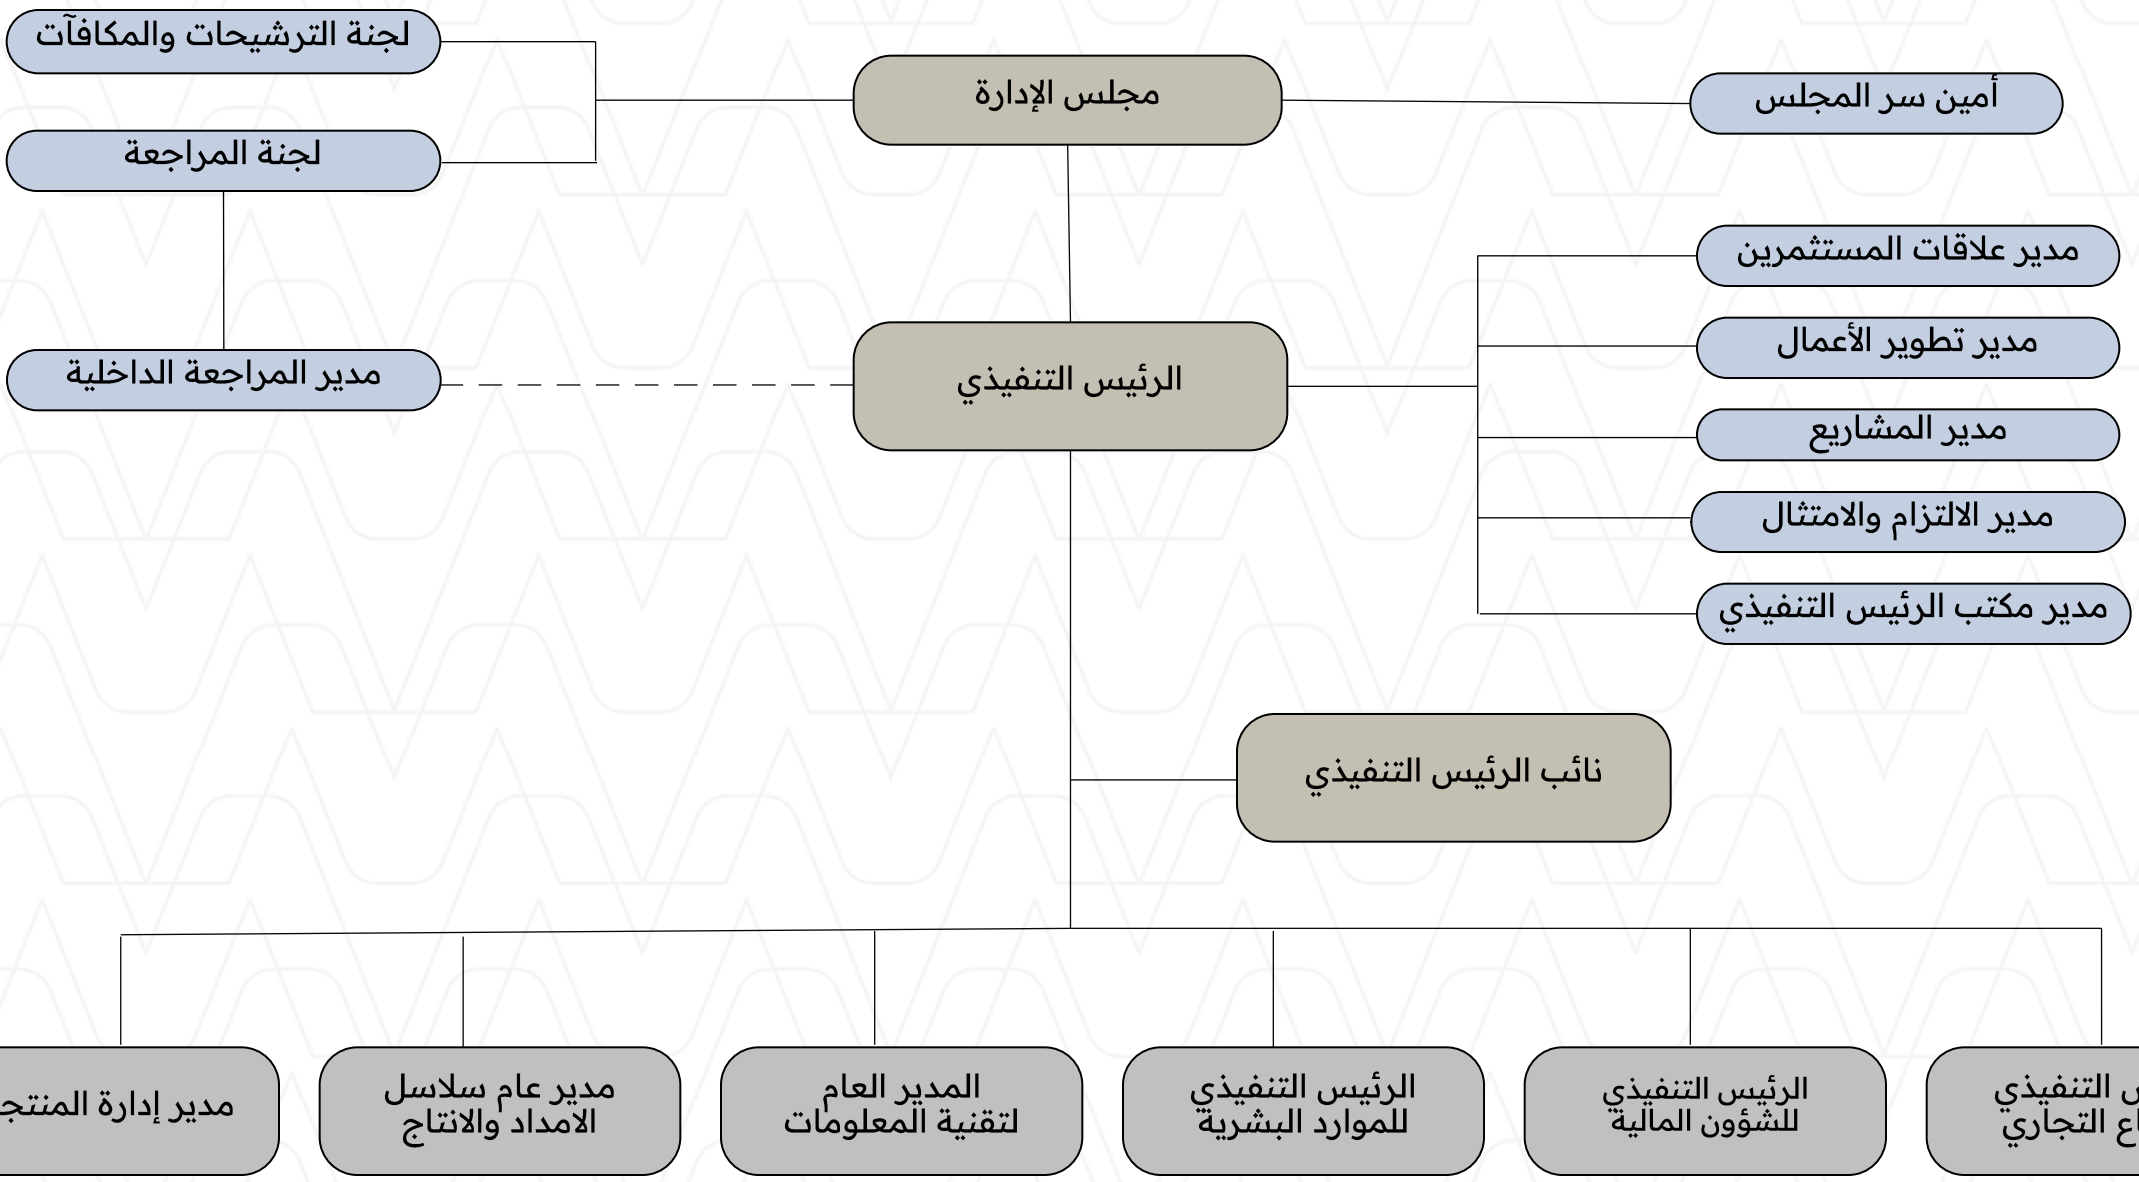 لجنة الترشيحات والمكافآت
مجلس الإدارة
أمين سر المجلس
لجنة المراجعة
مدير علاقات المستثمرين
مدير تطوير الأعمال
مدير المراجعة الداخلية
الرئيس التنفيذي
مدير المشاريع
مدير الالتزام والامتثال
مدير مكتب الرئيس التنفيذي
نائب الرئيس التنفيذي
التنفيذي
التجاري
الرئيس التنفيذي
للشؤون المالية
الرئيس التنفيذي
للموارد البشرية
المدير العام
لتقنية المعلومات
مدير عام سلاسل
الامداد والانتاج
مدير إدارة